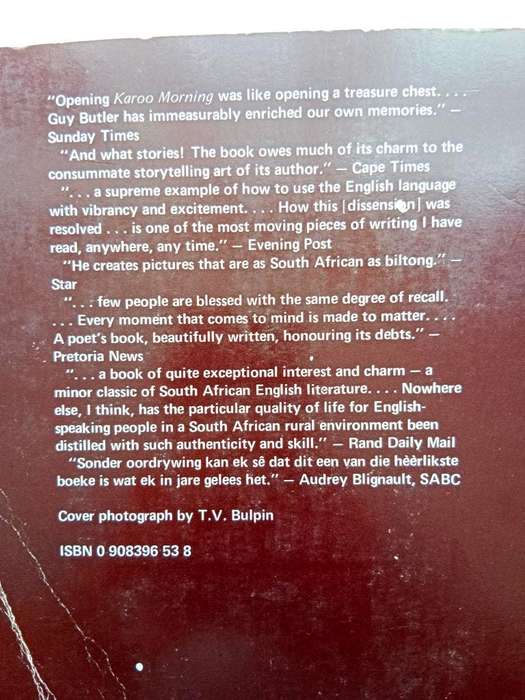 "Opening Karoo Morning was like opening a treasure chest. . . . —
Guy Butler has immeasurably enriched our own memories." —
Sunday Times
"And what stories! The book owes much of its charm to the
consummate storytelling art of its author." — Cape Times
". . . a supreme example of how to use the English language
with vibrancy and excitement. . . . How this [dissension] was
resolved . . . is one of the most moving pieces of writing I have
read, anywhere, any time." — Evening Post
"He creates pictures that are as South African as biltong." —
Star
". . . few people are blessed with the same degree of recall.
. . . Every moment that comes to mind is made to matter. . . .
A poet's book, beautifully written, honouring its debts." —
Pretoria News
". . . a book of quite exceptional interest and charm — a
minor classic of South African English literature. . . . Nowhere
else, I think, has the particular quality of life for English-
speaking people in a South African rural environment been
distilled with such authenticity and skill." — Rand Daily Mail
"Sonder oordrywing kan ek sê dat dit een van die hèèrlikste
boeke is wat ek in jare gelees het." — Audrey Blignault, SABC
Cover photograph by T.V. Bulpin
ISBN 0 908396 53 8